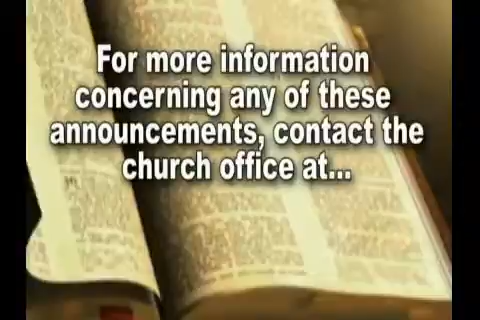 For more information
concerning any of these
announcements, contact the
church office at...